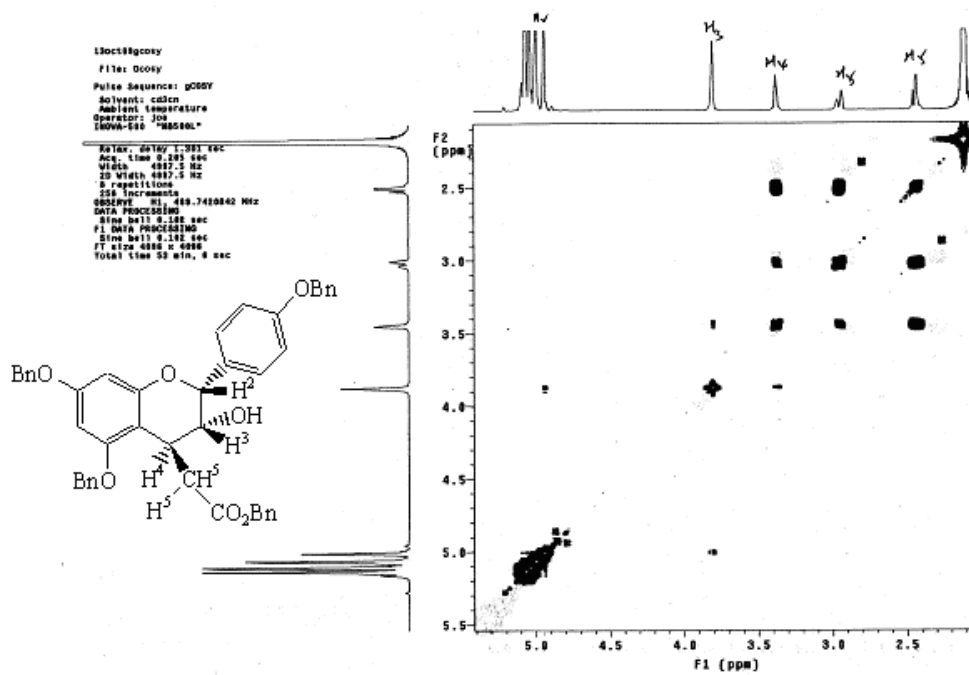 13oct08gcosy
File: Gcosy
Pulse Sequence: gCOSY
Solvent: cd3cn
Ambient temperature
Operator: joe
INOVA-500 "NB500L"
Relax. delay 1.301 sec
Acq. time 0.205 sec
Width 4997.5 Hz
2D Width 4997.5 Hz
8 repetitions
256 increments
OBSERVE H1, 499.7420842 MHz
DATA PROCESSING
Sine bell 0.102 sec
F1 DATA PROCESSING
Sine bell 0.102 sec
FT size 4096 x 4096
Total time 53 min, 0 sec
H3 H4 H5 H5
F2
(ppm)
2.5
3.0
3.5
4.0
4.5
5.0
5.5
5.0 4.5 4.0 3.5 3.0 2.5
F1 (ppm)
OBn
BnO
O
H2
OH
H3
H4
CH5
BnO
H5
CO2Bn